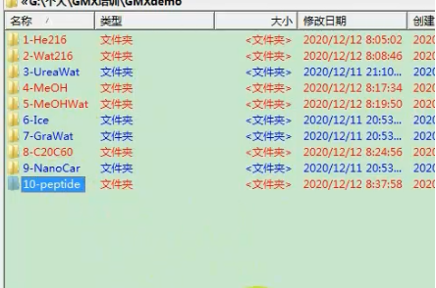 «G:\个人\GMX培训\GMXdemo
名称 类型 大小 修改日期 创建
1-He216 文件夹 <文件夹> 2020/12/12 8:05:02 2020
2-Wat216 文件夹 <文件夹> 2020/12/12 8:08:46 2020
3-UreaWat 文件夹 <文件夹> 2020/12/11 21:10... 2020
4-MeOH 文件夹 <文件夹> 2020/12/12 8:17:34 2020
5-MeOHWat 文件夹 <文件夹> 2020/12/12 8:19:50 2020
6-Ice 文件夹 <文件夹> 2020/12/11 20:53... 2020
7-GraWat 文件夹 <文件夹> 2020/12/11 20:53... 2020
8-C20C60 文件夹 <文件夹> 2020/12/12 8:24:56 2020
9-NanoCar 文件夹 <文件夹> 2020/12/11 20:53... 2020
10-peptide 文件夹 <文件夹> 2020/12/12 8:37:58 2020